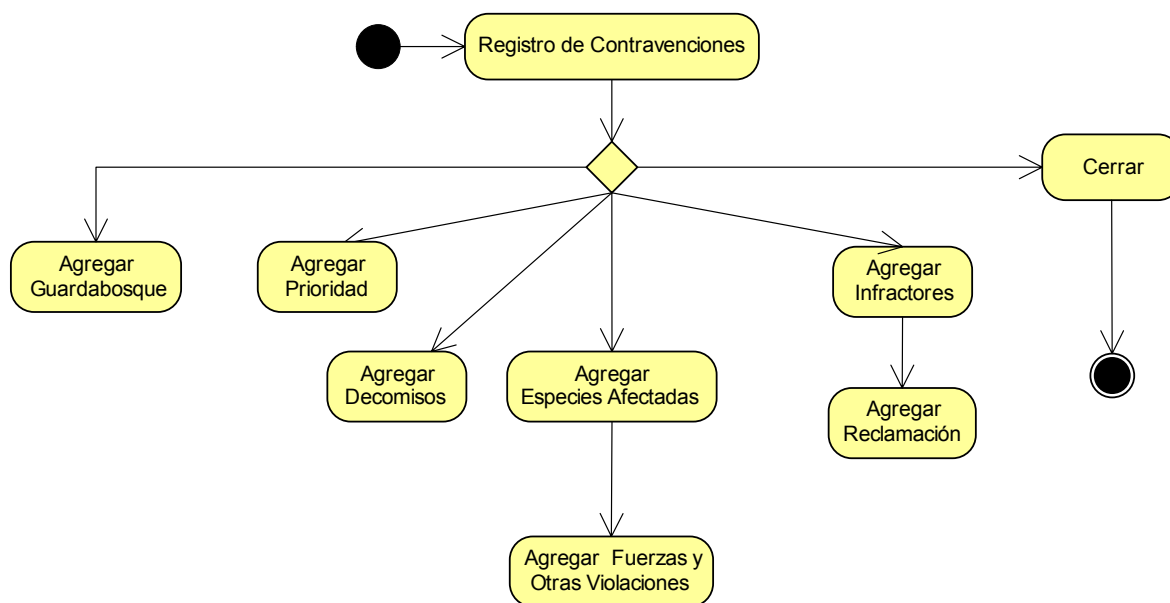 Registro de Contravenciones
Cerrar
Agregar
Guardabosque
Agregar
Prioridad
Agregar
Infractores
Agregar
Decomisos
Agregar
Especies Afectadas
Agregar
Reclamación
Agregar  Fuerzas y
Otras Violaciones